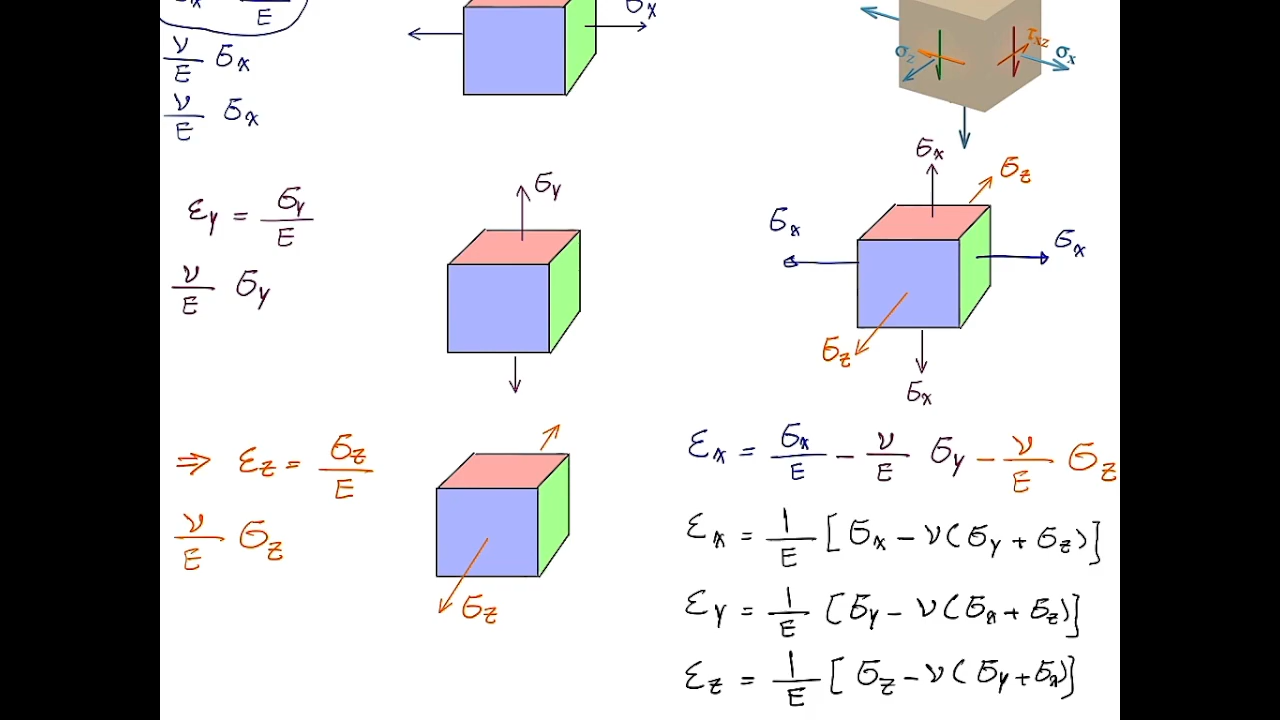 E
σx
ν/E σx
ν/E σx
σz
τxz
σx
εy = σy/E
ν/E σy
σy
σx
σz
σx
σx
σz
σx
⇒ εz = σz/E
ν/E σz
σz
εx = σx/E - ν/E σy - ν/E σz
εx = 1/E [σx - ν(σy + σz)]
εy = 1/E [σy - ν(σx + σz)]
εz = 1/E [σz - ν(σy + σx)]